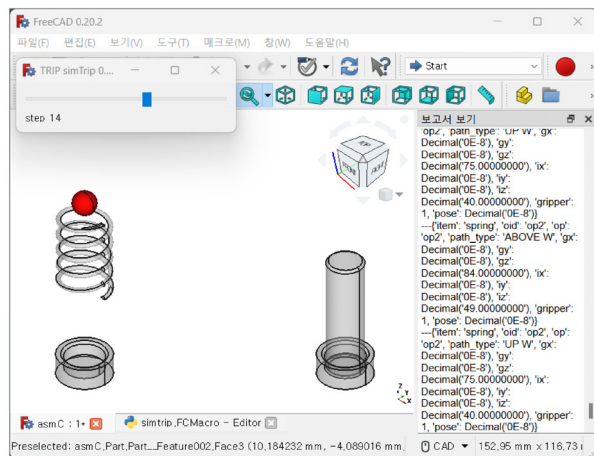 FreeCAD 0.20.2
파일(F) 편집(E) 보기(V) 도구(T) 매크로(M) 창(W) 도움말(H)
TRIP simTrip 0....
Start
step 14
보고서 보기
'op2', 'path_type': 'UP W', 'gx':
Decimal('0E-8'), 'gy':
Decimal('0E-8'), 'gz':
Decimal('75.00000000'), 'ix':
Decimal('0E-8'), 'iy':
Decimal('0E-8'), 'iz':
Decimal('40.00000000'), 'gripper':
1, 'pose': Decimal('0E-8')}
---{'item': 'spring', 'oid': 'op2', 'op':
'op2', 'path_type': 'ABOVE W', 'gx':
Decimal('0E-8'), 'gy':
Decimal('0E-8'), 'gz':
Decimal('84.00000000'), 'ix':
Decimal('0E-8'), 'iy':
Decimal('0E-8'), 'iz':
Decimal('49.00000000'), 'gripper':
1, 'pose': Decimal('0E-8')}
---{'item': 'spring', 'oid': 'op2', 'op':
'op2', 'path_type': 'UP W', 'gx':
Decimal('0E-8'), 'gy':
Decimal('0E-8'), 'gz':
Decimal('75.00000000'), 'ix':
Decimal('0E-8'), 'iy':
Decimal('0E-8'), 'iz':
Decimal('40.00000000'), 'gripper':
1, 'pose': Decimal('0E-8')}
Z
Y
X
asmC : 1*
simtrip,FCMacro - Editor
Preselected: asmC,Part,Part__Feature002,Face3 (10,184232 mm, -4,089016 mm,
CAD
152,95 mm x 116,73